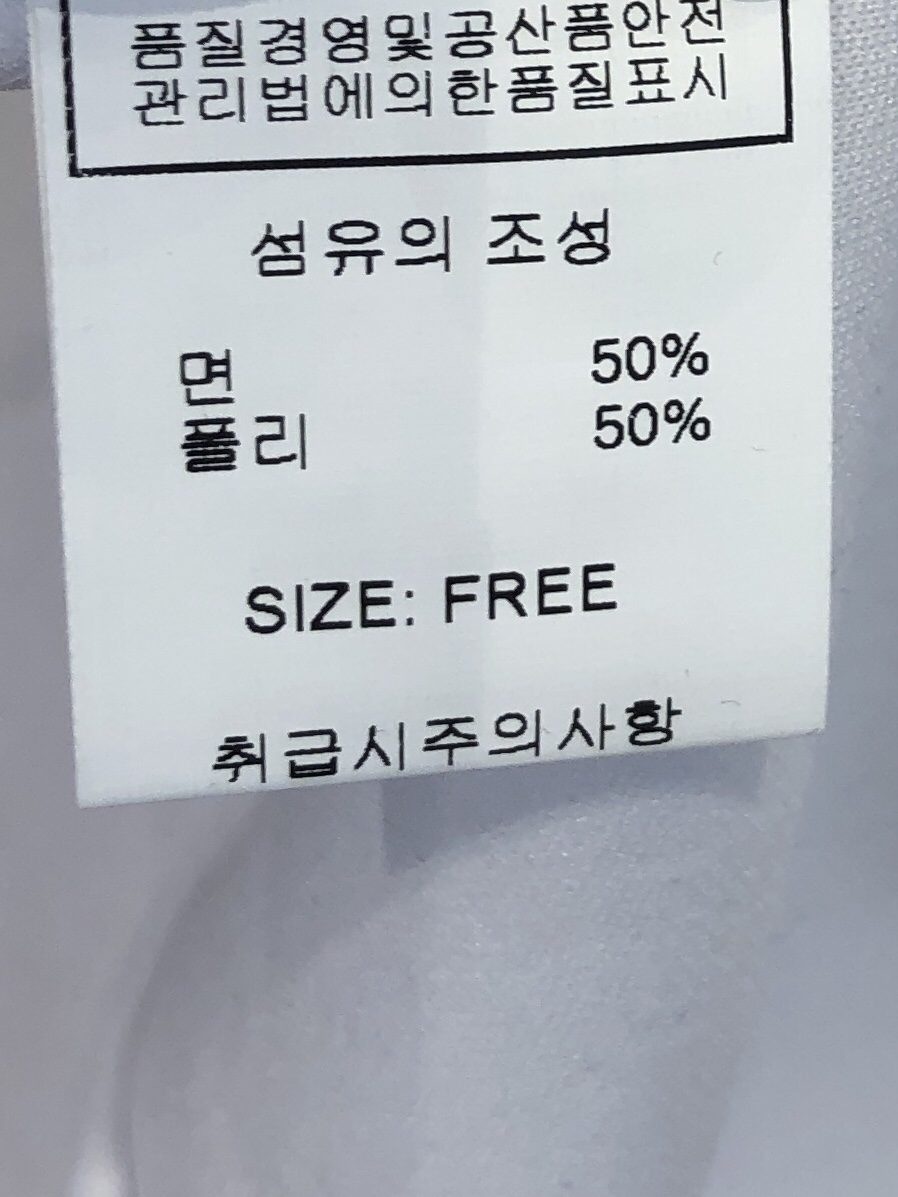 품질경영및공산품안전
관리법에의한품질표시
섬유의 조성
면 50%
폴리 50%
SIZE: FREE
취급시주의사항